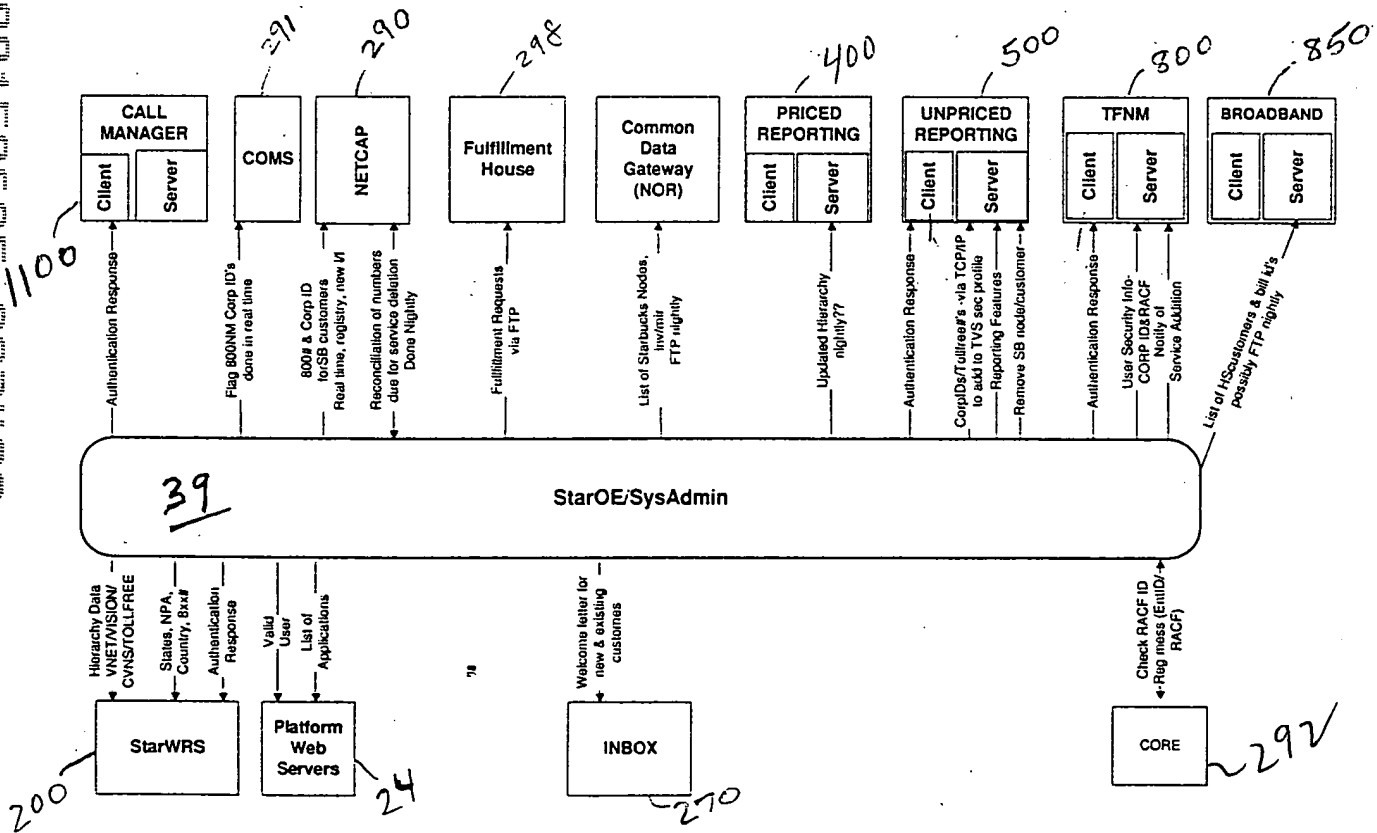 291
290
298
400
500
800
850
CALL
MANAGER
Client
Server
COMS
NETCAP
Fulfillment
House
Common
Data
Gateway
(NOR)
PRICED
REPORTING
Client
Server
UNPRICED
REPORTING
Client
Server
TFNM
Client
Server
BROADBAND
Client
Server
1100
Authentication Response
Flag 800NM Corp ID's
done in real time
800# & Corp ID
forSB customers
Real time, registry, new
Reconciliation of numbers
due for service deletion
Done Nightly
Fulfillment Requests
via FTP
List of Starbucks Nodes,
inv/mir
FTP nightly
Updated Hierarchy
nightly??
Authentication Response
CorpIDs/Tollfree#'s -via TCP/IP
to add to TVS sec profile
Reporting Features
Remove SB node/customer
Authentication Response
User Security Info-
CORP ID&RACF
Notify of
Service Addition
List of HScustomers & bill id's
possibly FTP nightly
39
StarOE/SysAdmin
Hierarchy Data
VNET/VISION/
CVNS/TOLLFREE
States, NPA,
Country, 8xx#
Authentication
Response
Valid
User
List of
Applications
Welcome letter for
new & existing
customes
Check RACF ID
Reg mess (EntID/
RACF)
StarWRS
Platform
Web
Servers
INBOX
CORE
200
24
270
292